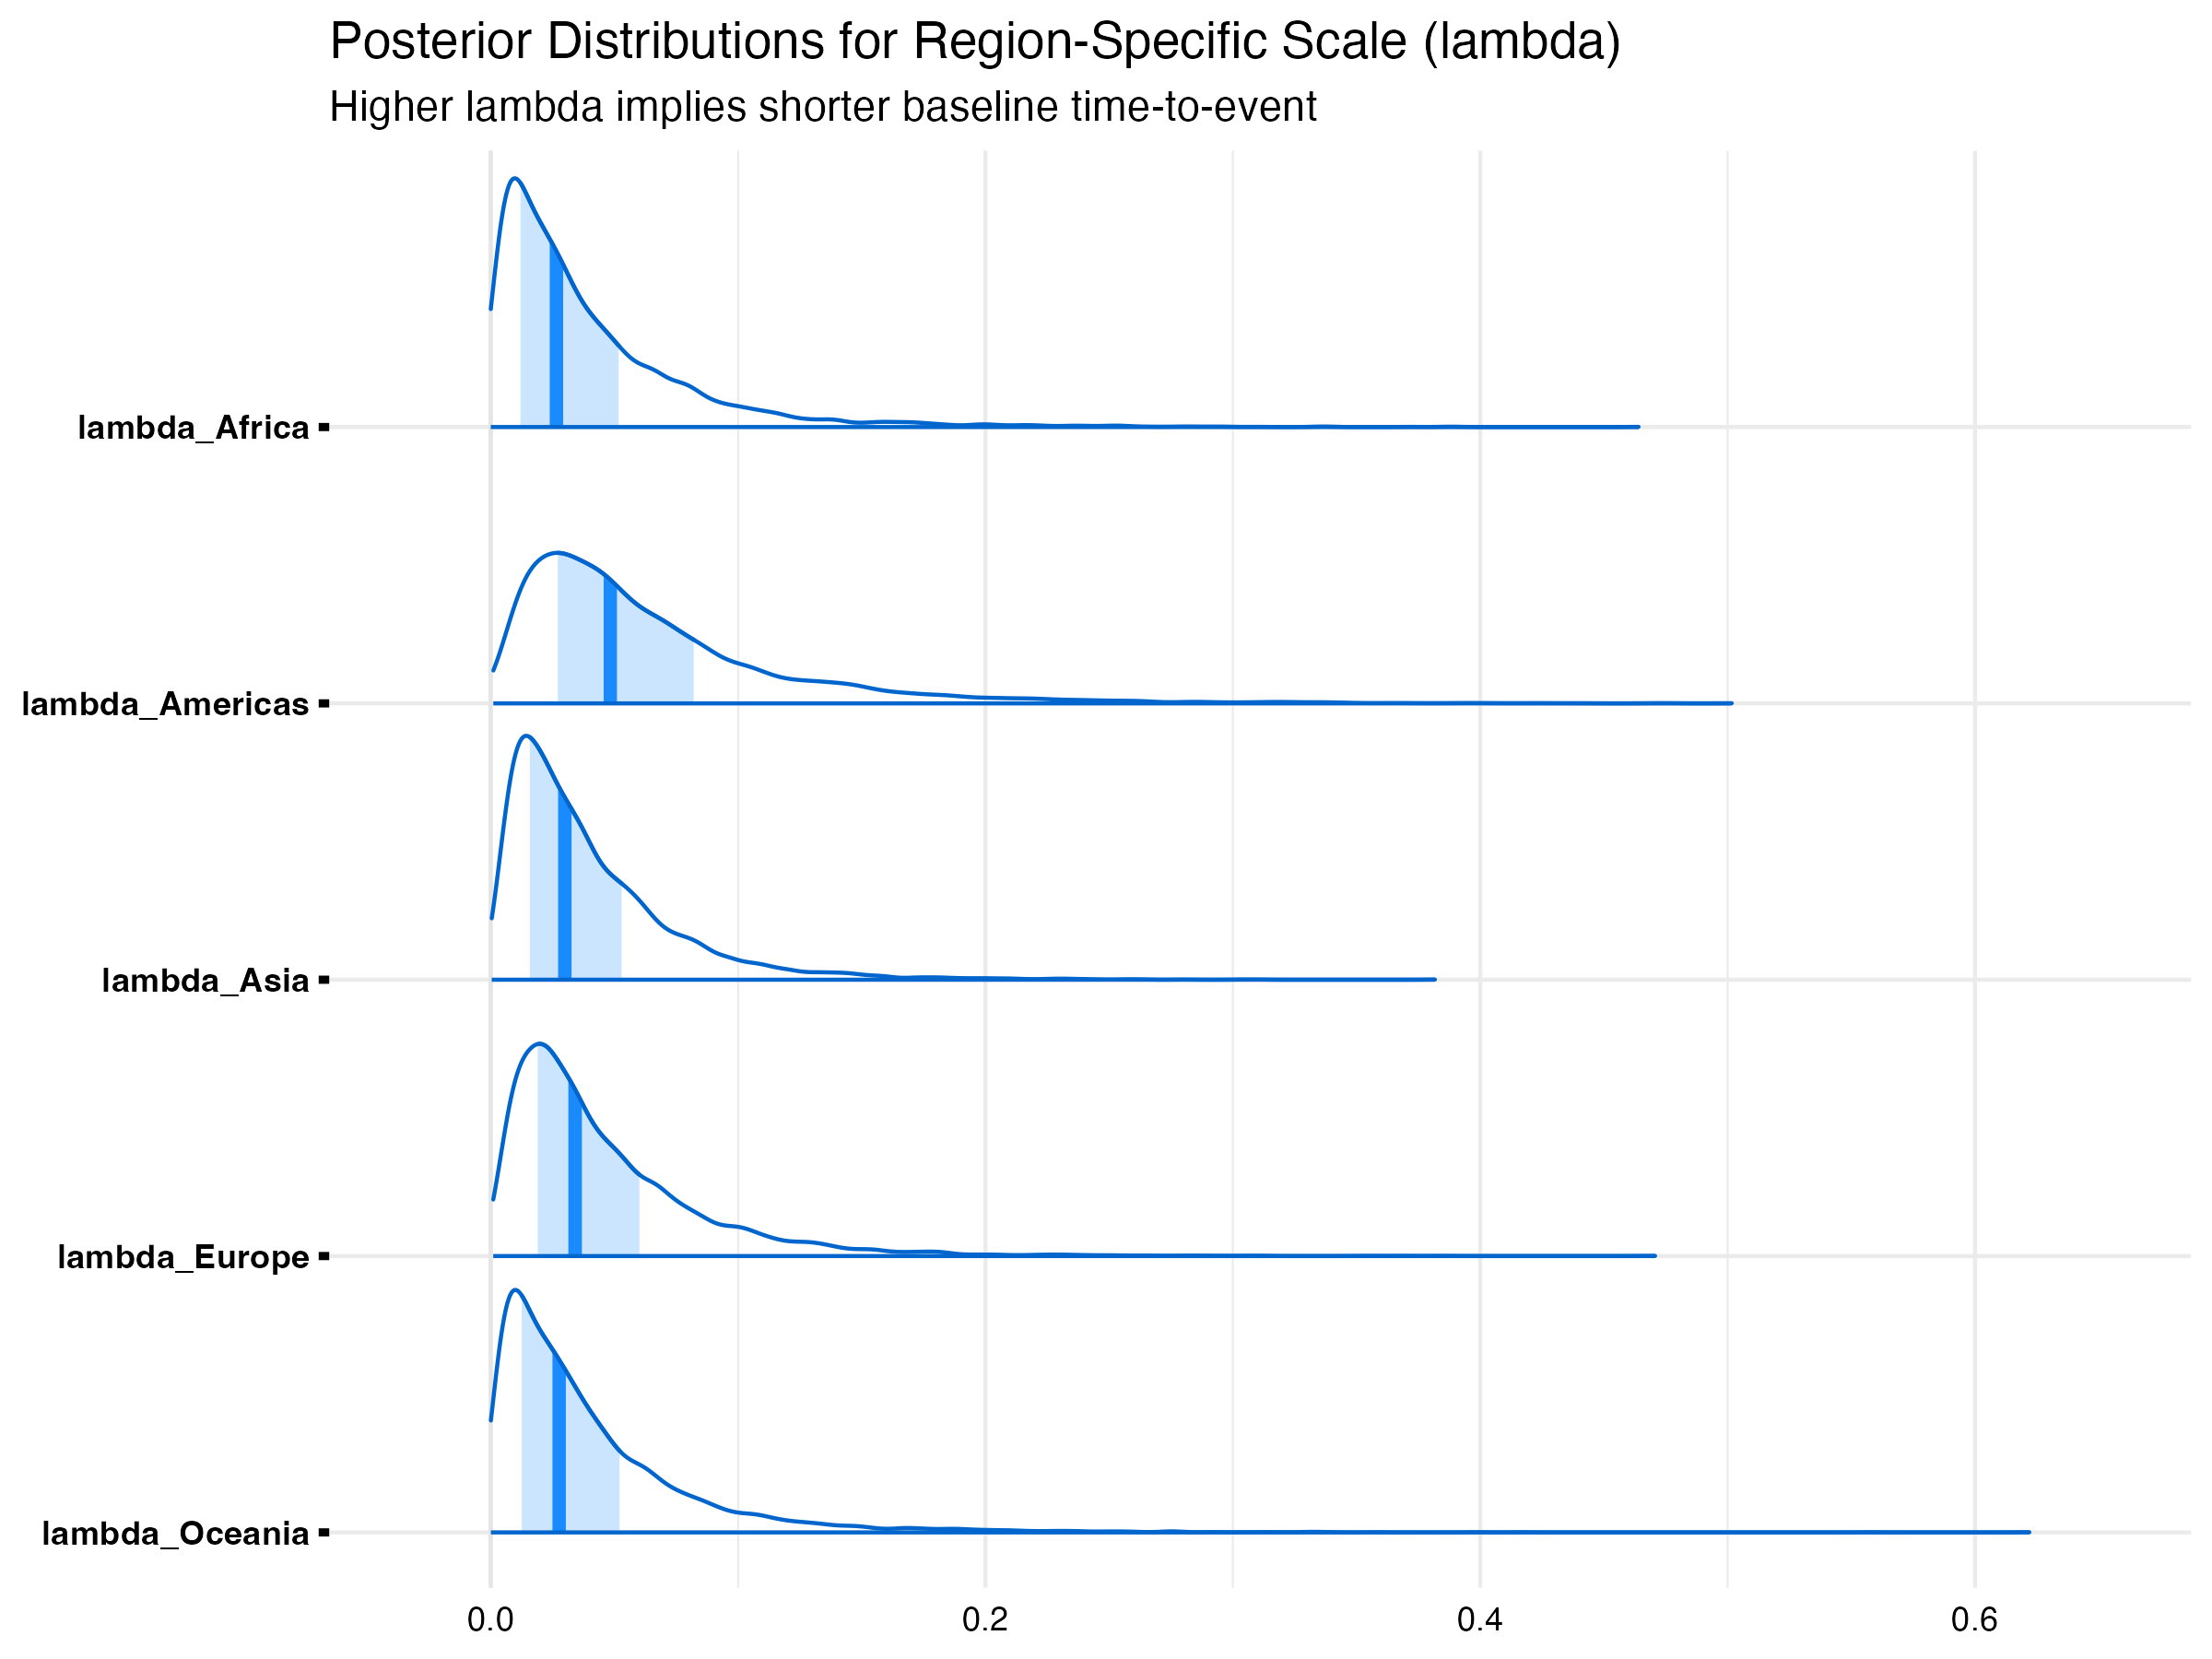 Posterior Distributions for Region-Specific Scale (lambda)
Higher lambda implies shorter baseline time-to-event
lambda_Africa
lambda_Americas
lambda_Asia
lambda_Europe
lambda_Oceania
0.0 0.2 0.4 0.6